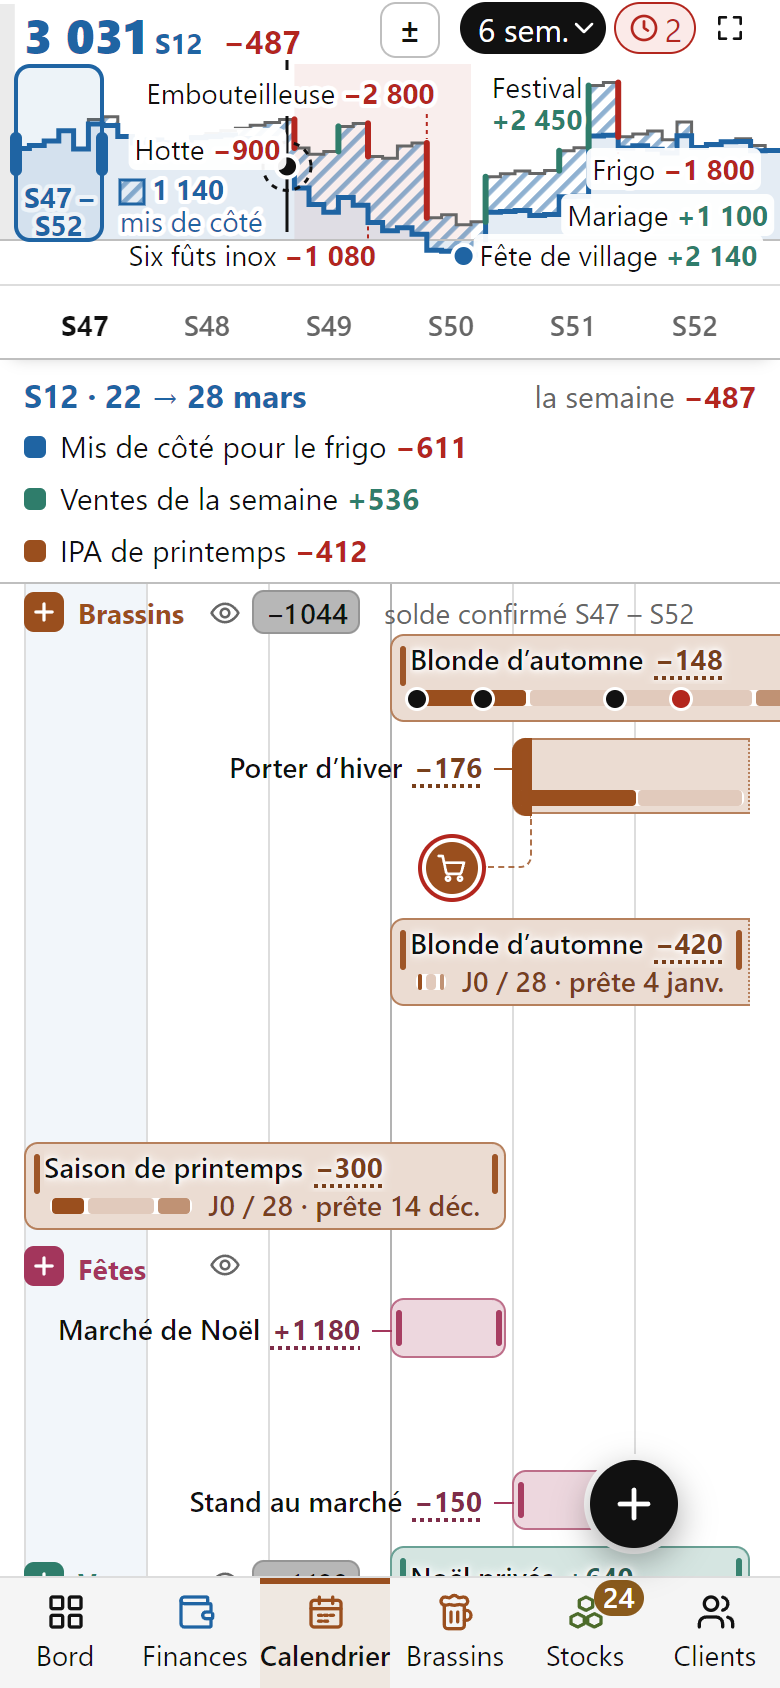 3 031 S12 −487
±
6 sem.
2
Embouteilleuse −2 800
Festival
+2 450
Hotte −900
Frigo −1 800
1 140
mis de côté
S47 –
S52
Mariage +1 100
Six fûts inox −1 080
Fête de village +2 140
S47 S48 S49 S50 S51 S52
S12 · 22 → 28 mars
la semaine −487
Mis de côté pour le frigo −611
Ventes de la semaine +536
IPA de printemps −412
Brassins −1044 solde confirmé S47 – S52
Blonde d’automne −148
Porter d’hiver −176
Blonde d’automne −420
J0 / 28 · prête 4 janv.
Saison de printemps −300
J0 / 28 · prête 14 déc.
Fêtes
Marché de Noël +1 180
Stand au marché −150
Noël privés +640
24
Bord Finances Calendrier Brassins Stocks Clients